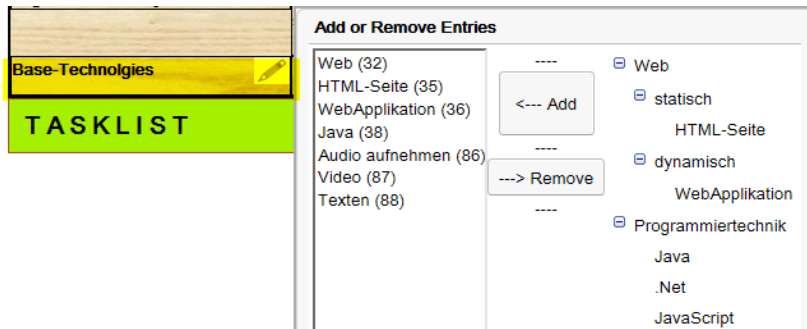 Base-Technolgies
TASKLIST
Add or Remove Entries
Web (32)
HTML-Seite (35)
WebApplikation (36)
Java (38)
Audio aufnehmen (86)
Video (87)
Texten (88)
----
<--- Add
----
---> Remove
----
Web
statisch
HTML-Seite
dynamisch
WebApplikation
Programmiertechnik
Java
.Net
JavaScript